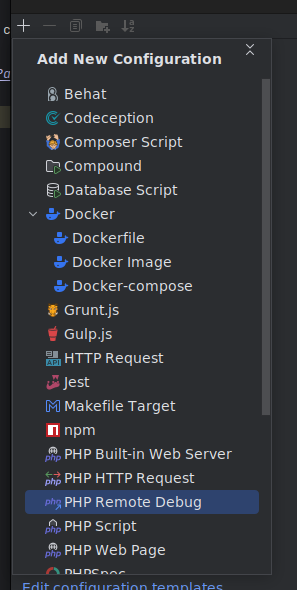 c
Add New Configuration
Pa
Behat
Codeception
Composer Script
Compound
Database Script
Docker
Dockerfile
Docker Image
Docker-compose
Grunt.js
Gulp.js
HTTP Request
Jest
Makefile Target
npm
PHP Built-in Web Server
PHP HTTP Request
PHP Remote Debug
PHP Script
PHP Web Page
PHPSpec
Edit configuration templates